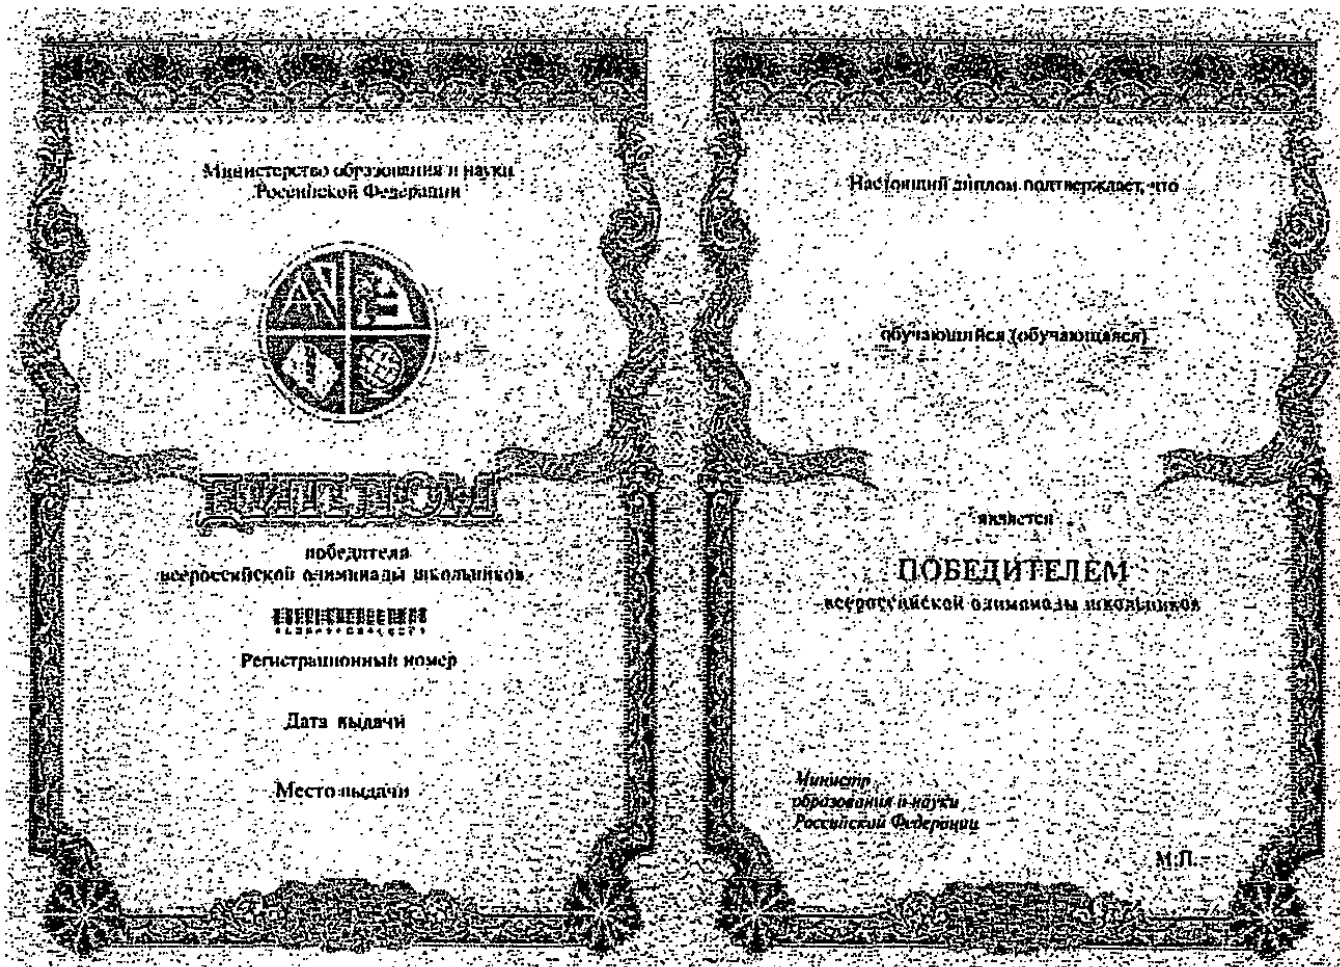 Министерство образования и науки
Российской Федерации
ДИПЛОМ
победителя
всероссийской олимпиады школьников
Регистрационный номер
Дата выдачи
Место выдачи
Настоящий диплом подтверждает, что
обучающийся (обучающаяся)
является
ПОБЕДИТЕЛЕМ
всероссийской олимпиады школьников
Министр
образования и науки
Российской Федерации
М.П.